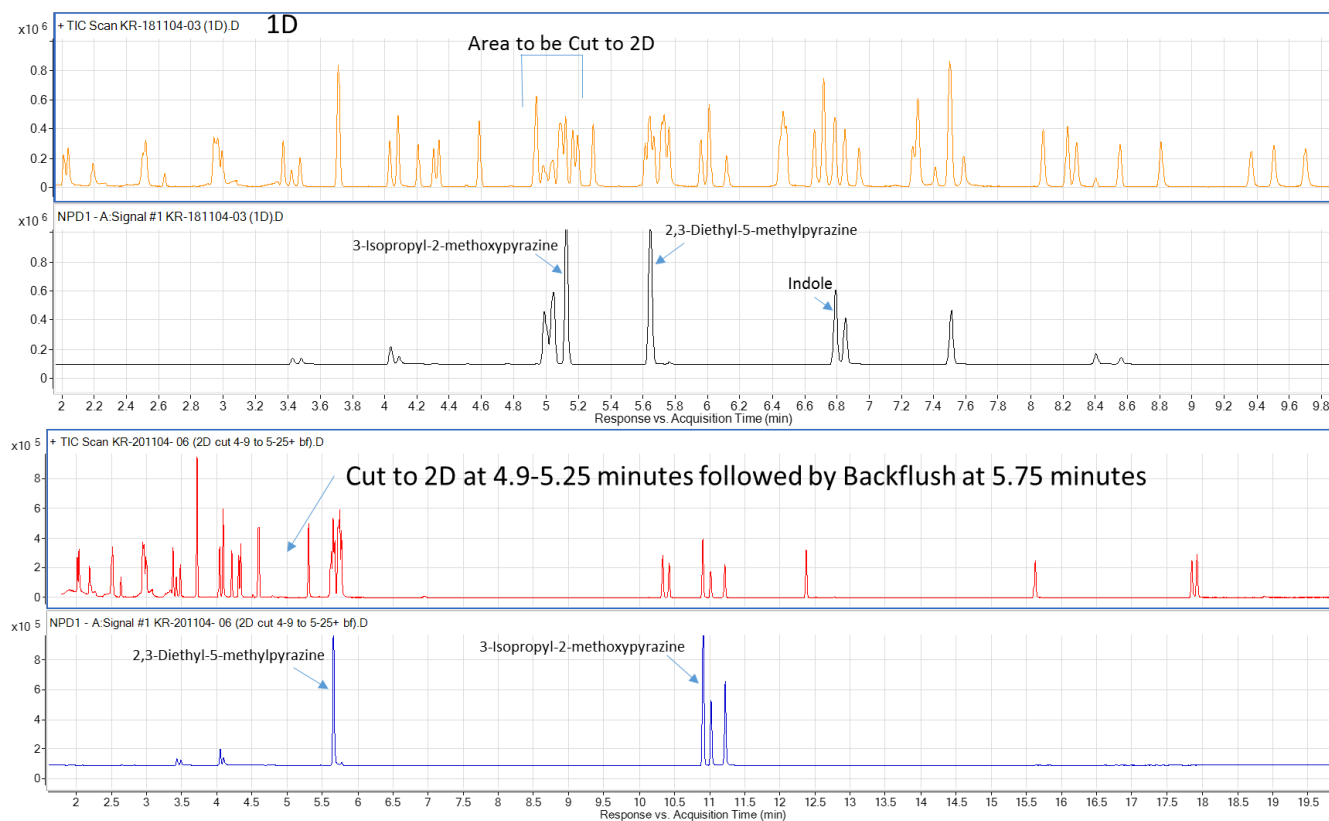 + TIC Scan KR-181104-03 (1D).D
1D
x10 6
Area to be Cut to 2D
0.8
0.6
0.4
0.2
0
NPD1 - A:Signal #1 KR-181104-03 (1D).D
x10 6
3-Isopropyl-2-methoxypyrazine
2,3-Diethyl-5-methylpyrazine
Indole
0.8
0.6
0.4
0.2
0
2 2.2 2.4 2.6 2.8 3 3.2 3.4 3.6 3.8 4 4.2 4.4 4.6 4.8 5 5.2 5.4 5.6 5.8 6 6.2 6.4 6.6 6.8 7 7.2 7.4 7.6 7.8 8 8.2 8.4 8.6 8.8 9 9.2 9.4 9.6 9.8
Response vs. Acquisition Time (min)
+ TIC Scan KR-201104- 06 (2D cut 4-9 to 5-25+ bf).D
x10 5
Cut to 2D at 4.9-5.25 minutes followed by Backflush at 5.75 minutes
8
6
4
2
0
NPD1 - A:Signal #1 KR-201104- 06 (2D cut 4-9 to 5-25+ bf).D
x10 5
2,3-Diethyl-5-methylpyrazine
3-Isopropyl-2-methoxypyrazine
8
6
4
2
0
2 2.5 3 3.5 4 4.5 5 5.5 6 6.5 7 7.5 8 8.5 9 9.5 10 10.5 11 11.5 12 12.5 13 13.5 14 14.5 15 15.5 16 16.5 17 17.5 18 18.5 19 19.5
Response vs. Acquisition Time (min)